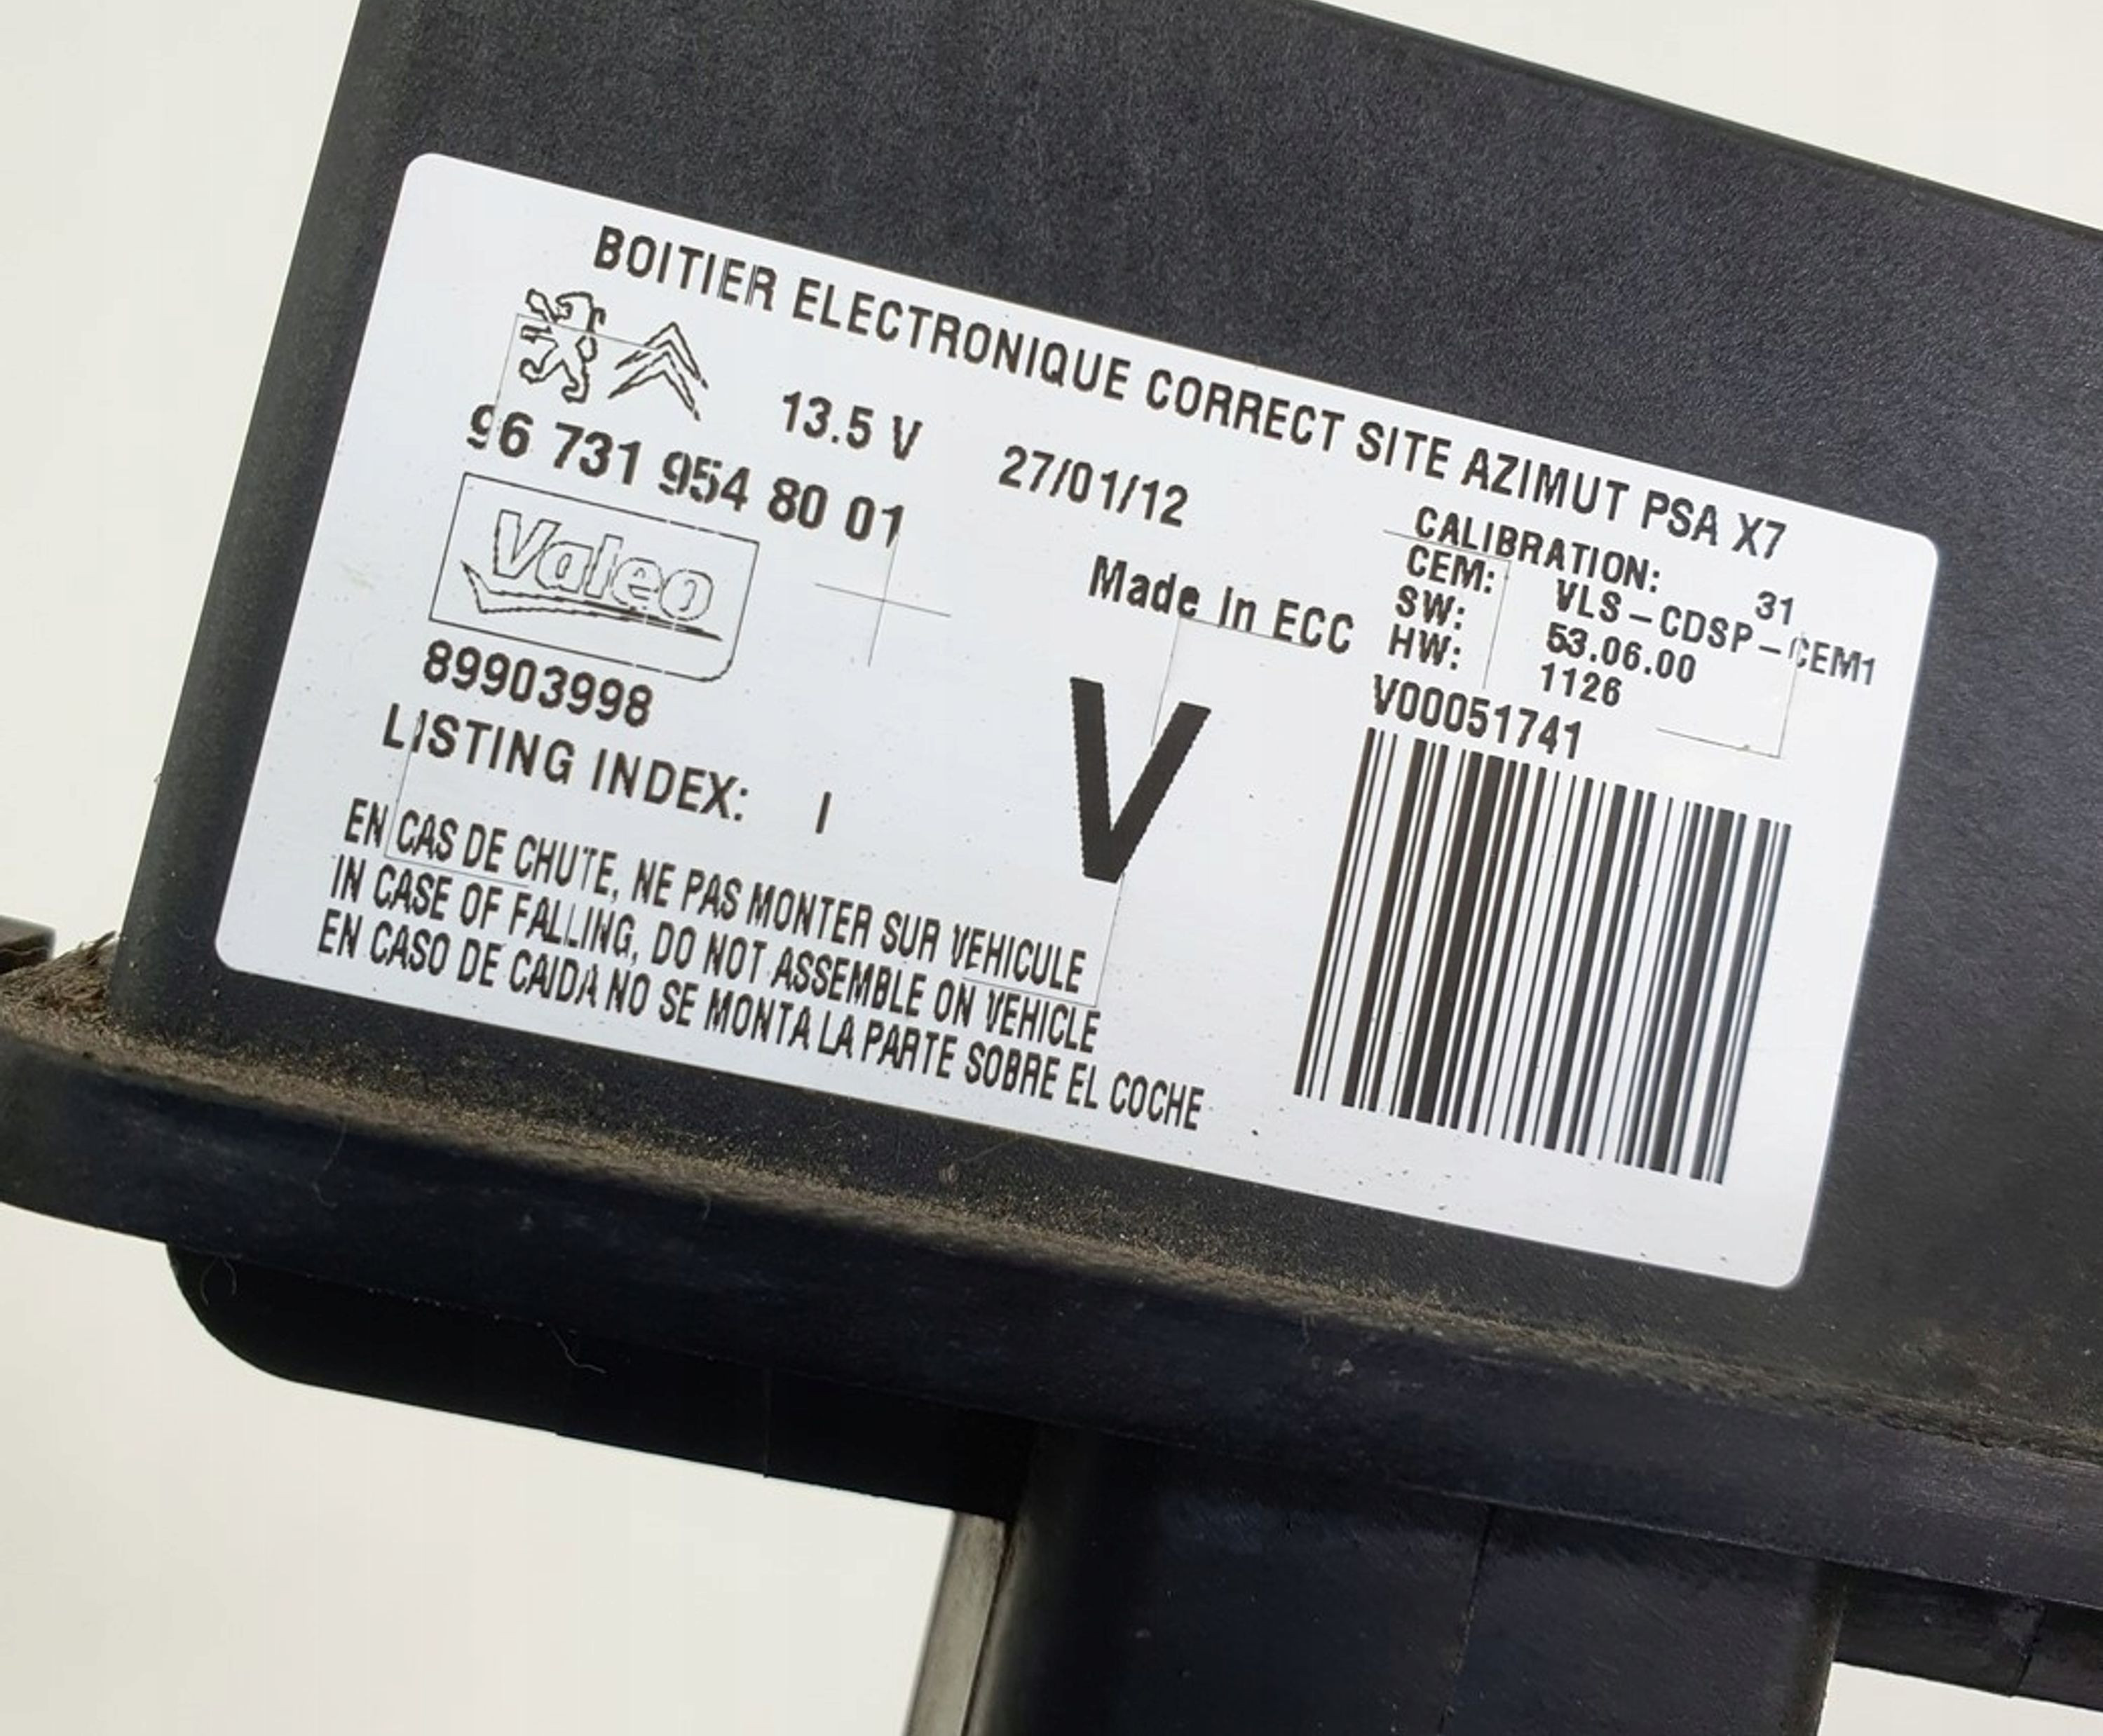 BOITIER ELECTRONIQUE CORRECT SITE AZIMUT PSA X7
13.5 V 27/01/12
96 731 954 80 01
Valeo
89903998
LISTING INDEX: I
Made in ECC
V
CALIBRATION: 31
CEM: VLS-CDSP-CEM1
SW: 53.06.00
HW: 1126
V00051741
EN CAS DE CHUTE, NE PAS MONTER SUR VEHICULE
IN CASE OF FALLING, DO NOT ASSEMBLE ON VEHICLE
EN CASO DE CAIDA NO SE MONTA LA PARTE SOBRE EL COCHE